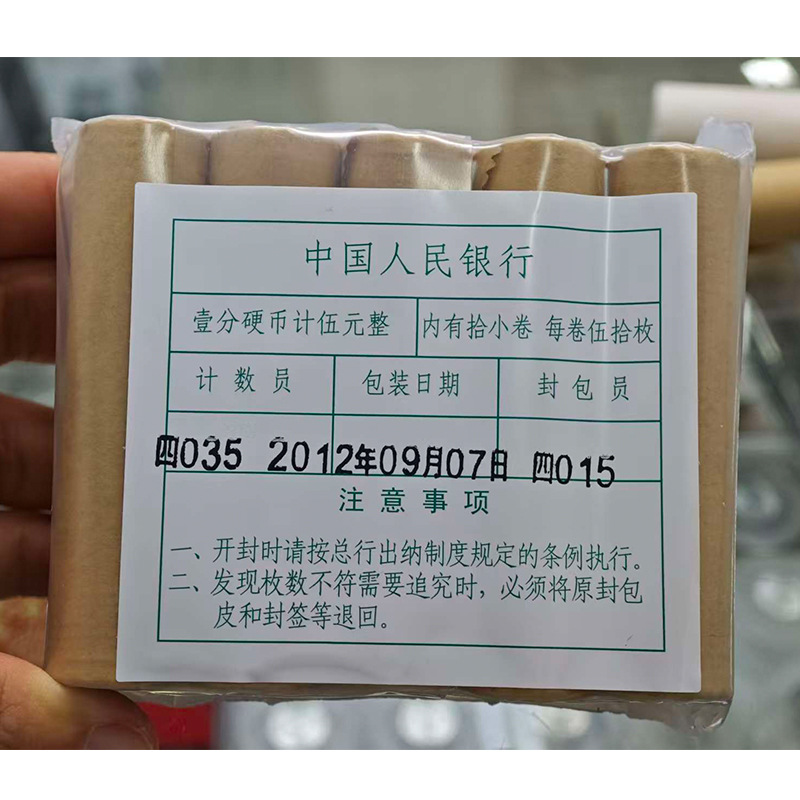 中国人民银行
壹分硬币计伍元整 内有拾小卷 每卷伍拾枚
计数员 包装日期 封包员
四035 2012年09月07日 四015
注意事项
一、开封时请按总行出纳制度规定的条例执行。
二、发现枚数不符需要追究时，必须将原封包
皮和封签等退回。